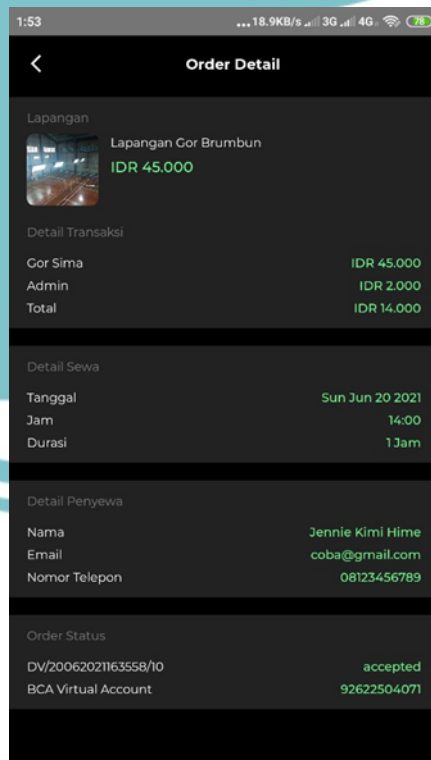 1:53
...18.9KB/s 3G 4G 78
Order Detail
Lapangan
Lapangan Gor Brumbun
IDR 45.000
Detail Transaksi
Gor Sima IDR 45.000
Admin IDR 2.000
Total IDR 14.000
Detail Sewa
Tanggal Sun Jun 20 2021
Jam 14:00
Durasi 1 Jam
Detail Penyewa
Nama Jennie Kimi Hime
Email coba@gmail.com
Nomor Telepon 08123456789
Order Status
DV/20062021163558/10 accepted
BCA Virtual Account 92622504071